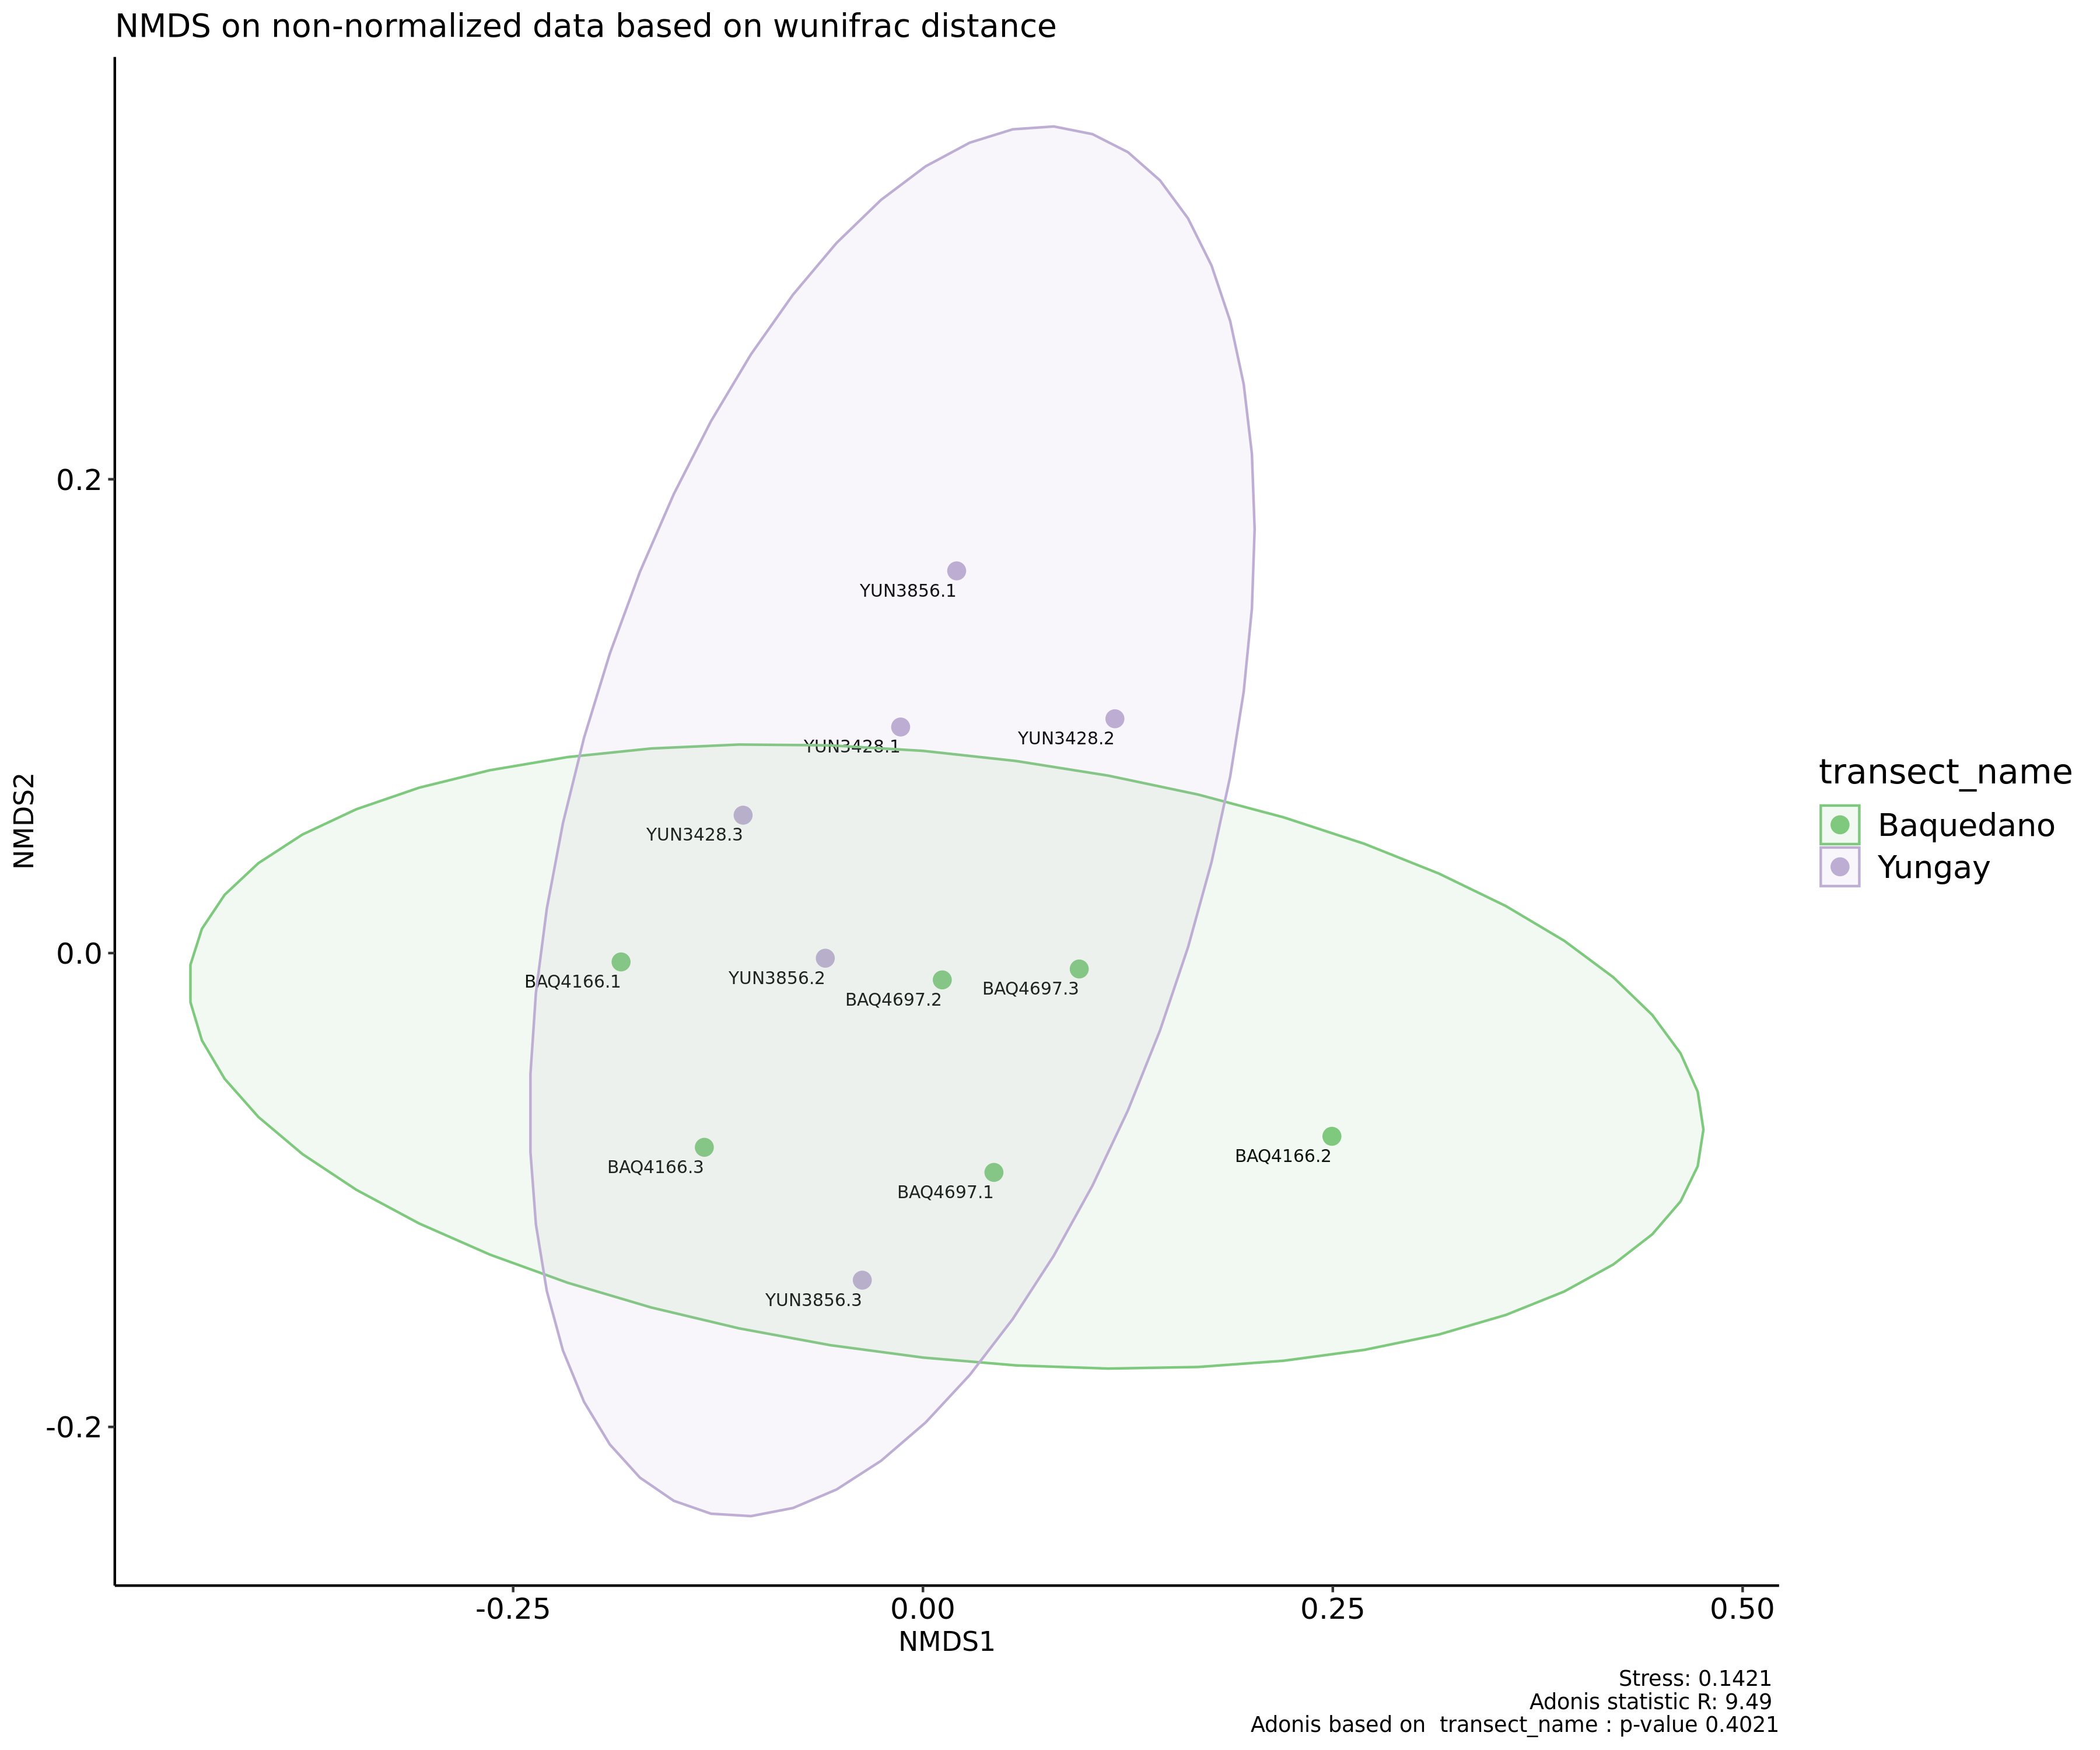 NMDS on non-normalized data based on wunifrac distance
YUN3856.1
YUN3428.1
YUN3428.2
YUN3428.3
BAQ4166.1
YUN3856.2
BAQ4697.2
BAQ4697.3
BAQ4166.3
BAQ4697.1
BAQ4166.2
YUN3856.3
0.2
0.0
-0.2
NMDS2
-0.25
0.00
0.25
0.50
NMDS1
transect_name
Baquedano
Yungay
Stress: 0.1421
Adonis statistic R: 9.49
Adonis based on  transect_name : p-value 0.4021